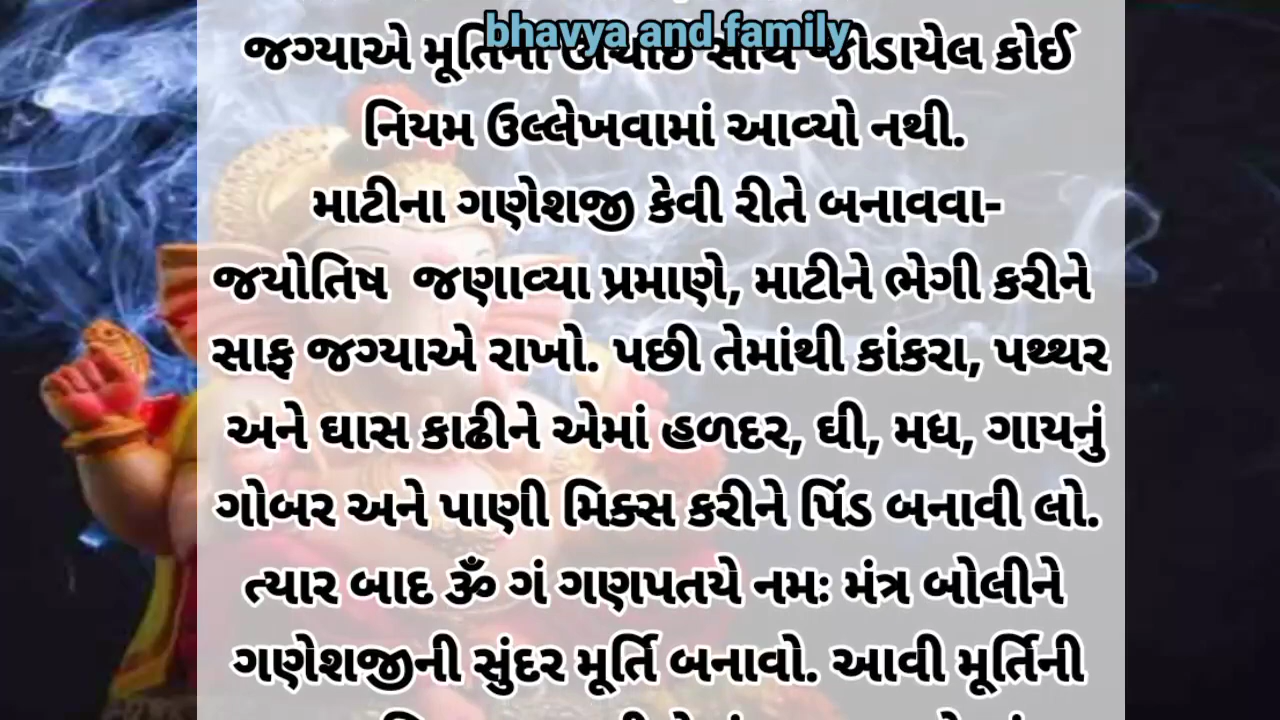 bhavya and family
જગ્યાએ જોડાયેલ કોઈ
નિયમ ઉલ્લેખવામાં આવ્યો નથી.
માટીના ગણેશજી કેવી રીતે બનાવવા-
જયોતિષ જણાવ્યા પ્રમાણે, માટીને ભેગી કરીને
સાફ જગ્યાએ રાખો. પછી તેમાંથી કાંકરા, પથ્થર
અને ઘાસ કાઢીને એમાં હળદર, ઘી, મધ, ગાયનું
ગોબર અને પાણી મિક્સ કરીને પિંડ બનાવી લો.
ત્યાર બાદ ૐ ગં ગણપતયે નમઃ મંત્ર બોલીને
ગણેશજીની સુંદર મૂર્તિ બનાવો. આવી મૂર્તિની